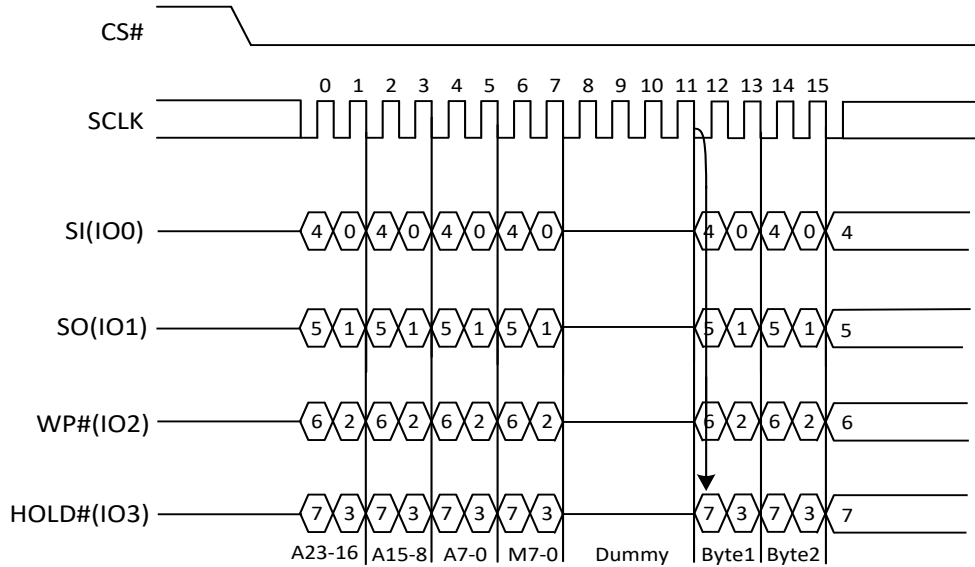 CS#
0 1 2 3 4 5 6 7 8 9 10 11 12 13 14 15
SCLK
SI(IO0) 4 0 4 0 4 0 4 0 4 0 4 0 4
SO(IO1) 5 1 5 1 5 1 5 1 5 1 5 1 5
WP#(IO2) 6 2 6 2 6 2 6 2 6 2 6 2 6
HOLD#(IO3) 7 3 7 3 7 3 7 3 7 3 7 3 7
A23-16 A15-8 A7-0 M7-0 Dummy Byte1 Byte2